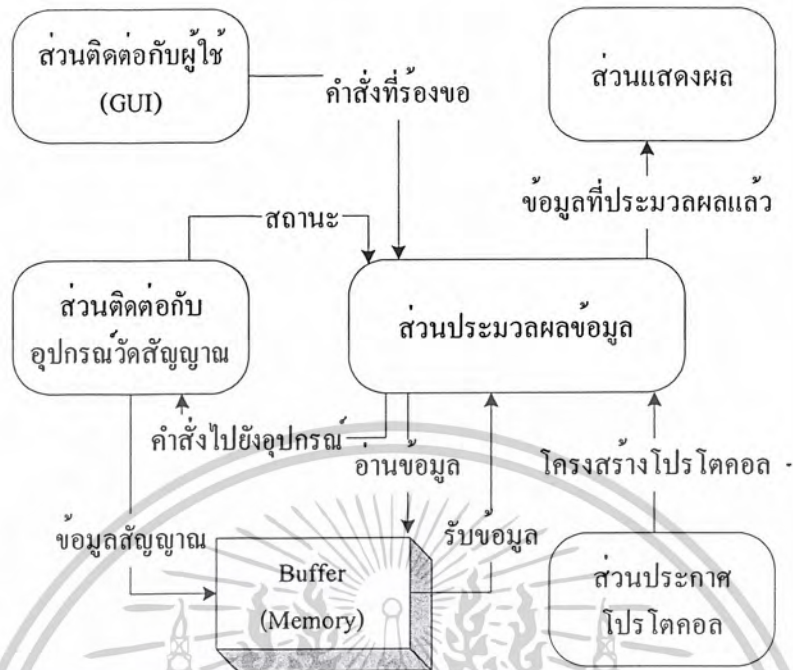 ส่วนติดต่อกับผู้ใช้
(GUI)
คำสั่งที่ร้องขอ
ส่วนแสดงผล
ข้อมูลที่ประมวลผลแล้ว
สถานะ
ส่วนติดต่อกับ
อุปกรณ์วัดสัญญาณ
ส่วนประมวลผลข้อมูล
คำสั่งไปยังอุปกรณ์
อ่านข้อมูล
โครงสร้างโปรโตคอล
ข้อมูลสัญญาณ
รับข้อมูล
Buffer
(Memory)
ส่วนประกาศ
โปรโตคอล